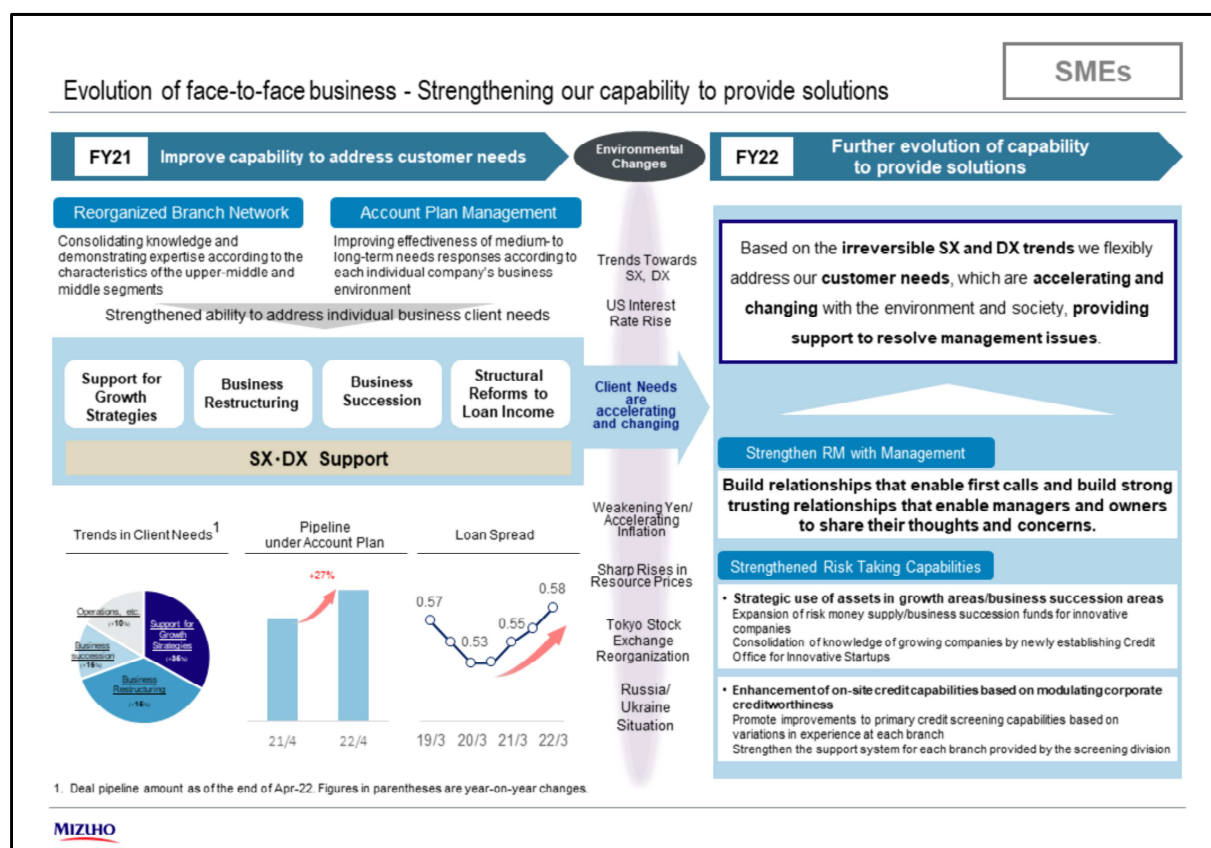 SMEs
Evolution of face-to-face business - Strengthening our capability to provide solutions
FY21
Improve capability to address customer needs
Environmental
Changes
FY22
Further evolution of capability
to provide solutions
Reorganized Branch Network
Consolidating knowledge and
demonstrating expertise according to the
characteristics of the upper-middle and
middle segments
Account Plan Management
Improving effectiveness of medium- to
long-term needs responses according to
each individual company's business
environment
Strengthened ability to address individual business client needs
Support for
Growth
Strategies
Business
Restructuring
Business
Succession
Structural
Reforms to
Loan Income
SX·DX Support
Trends in Client Needs1
Operations, etc.
(+10%)
Support for
Growth
Strategies
Business
succession
Business
Restructuring
Pipeline
under Account Plan
+27%
21/4
22/4
Loan Spread
0.57
0.53
0.55
0.58
19/3
20/3
21/3
22/3
Trends Towards
SX, DX
US Interest
Rate Rise
Client Needs
are
accelerating
and changing
Weakening Yen/
Accelerating
Inflation
Sharp Rises in
Resource Prices
Tokyo Stock
Exchange
Reorganization
Russia/
Ukraine
Situation
Based on the irreversible SX and DX trends we flexibly
address our customer needs, which are accelerating and
changing with the environment and society, providing
support to resolve management issues.
Strengthen RM with Management
Build relationships that enable first calls and build strong
trusting relationships that enable managers and owners
to share their thoughts and concerns.
Strengthened Risk Taking Capabilities
• Strategic use of assets in growth areas/business succession areas
Expansion of risk money supply/business succession funds for innovative
companies
Consolidation of knowledge of growing companies by newly establishing Credit
Office for Innovative Startups
• Enhancement of on-site credit capabilities based on modulating corporate
creditworthiness
Promote improvements to primary credit screening capabilities based on
variations in experience at each branch
Strengthen the support system for each branch provided by the screening division
1. Deal pipeline amount as of the end of Apr-22. Figures in parentheses are year-on-year changes.
MIZUHO